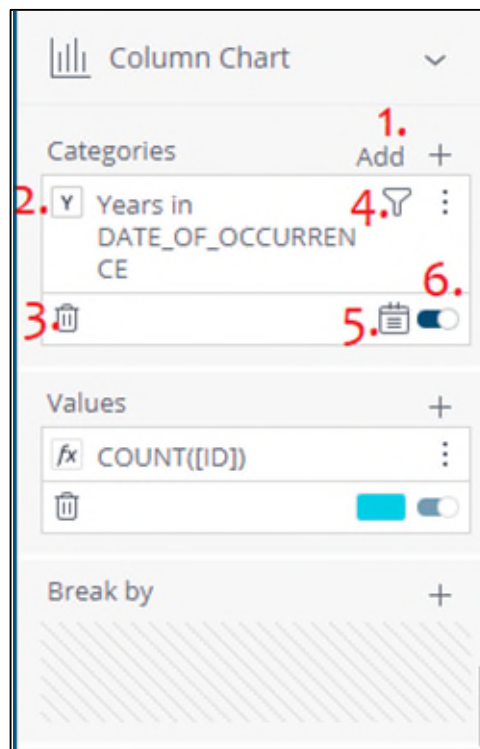 Column Chart
1.
Categories Add +
2. Y Years in 4.
DATE_OF_OCCURREN
CE
6.
3. 5.
Values +
fx COUNT([ID])
Break by +